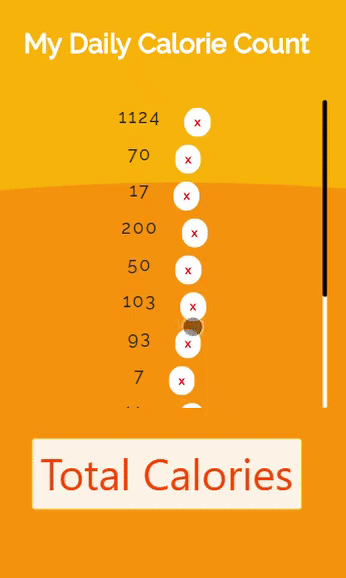 My Daily Calorie Count
1124 x
70 x
17 x
200 x
50 x
103 x
93 x
7 x
Total Calories